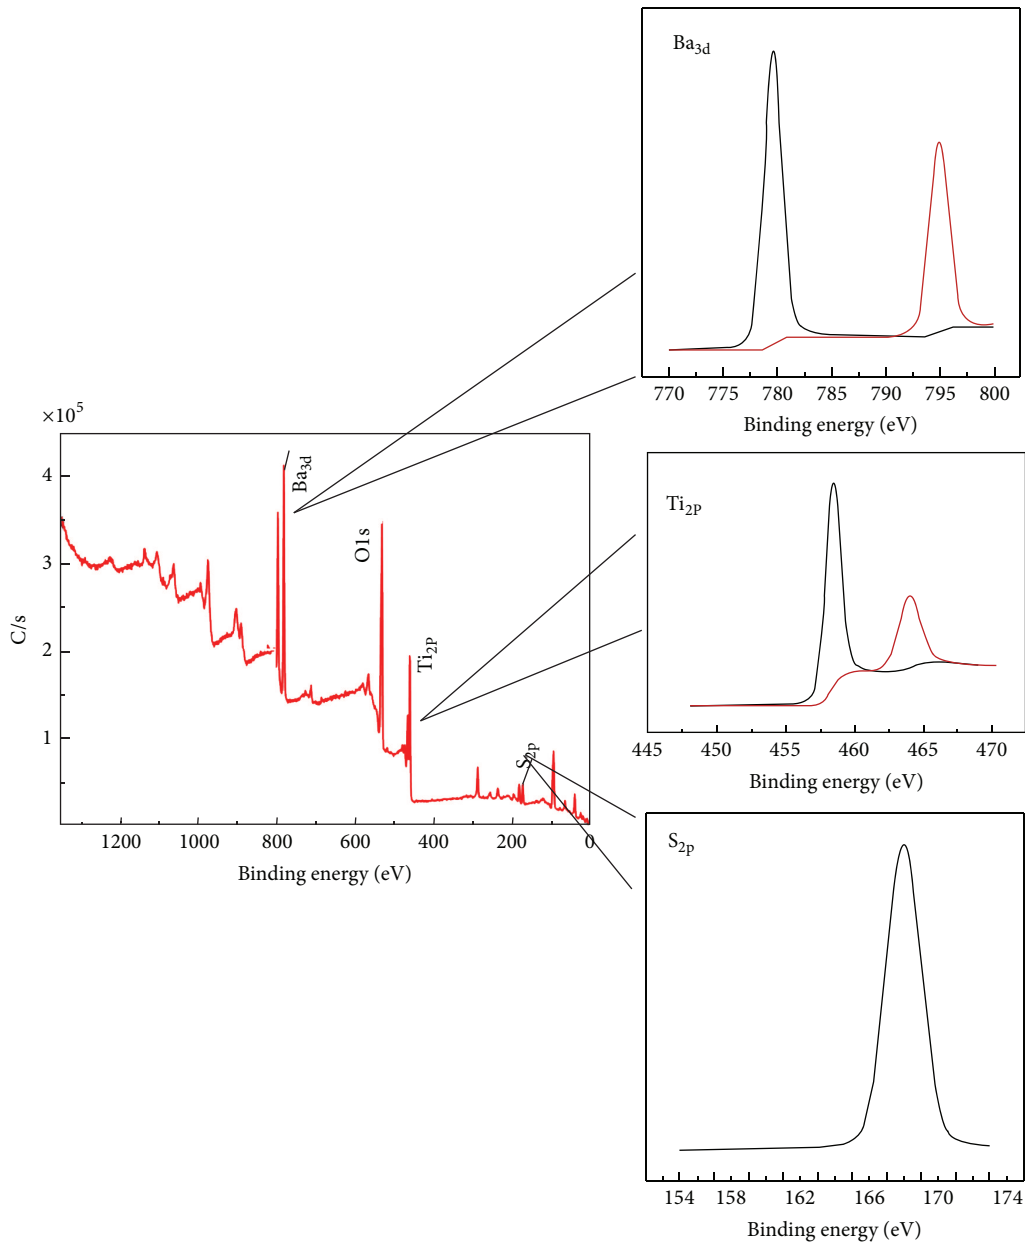 Ba3d
770 775 780 785 790 795 800
Binding energy (eV)
×10^5
4
3
2
1
C/s
Ba3d
O1s
Ti2P
S2p
1200 1000 800 600 400 200 0
Binding energy (eV)
Ti2P
445 450 455 460 465 470
Binding energy (eV)
S2p
154 158 162 166 170 174
Binding energy (eV)